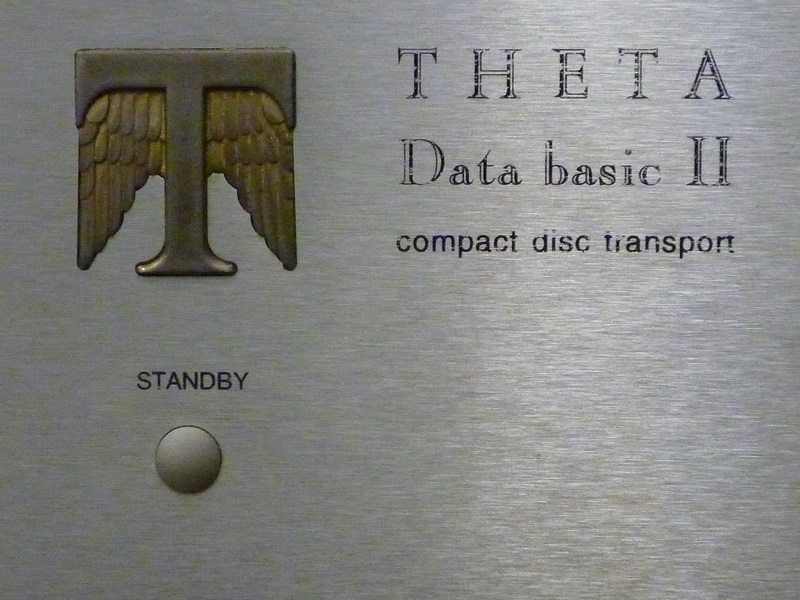 T
THETA
Data basic II
compact disc transport
STANDBY